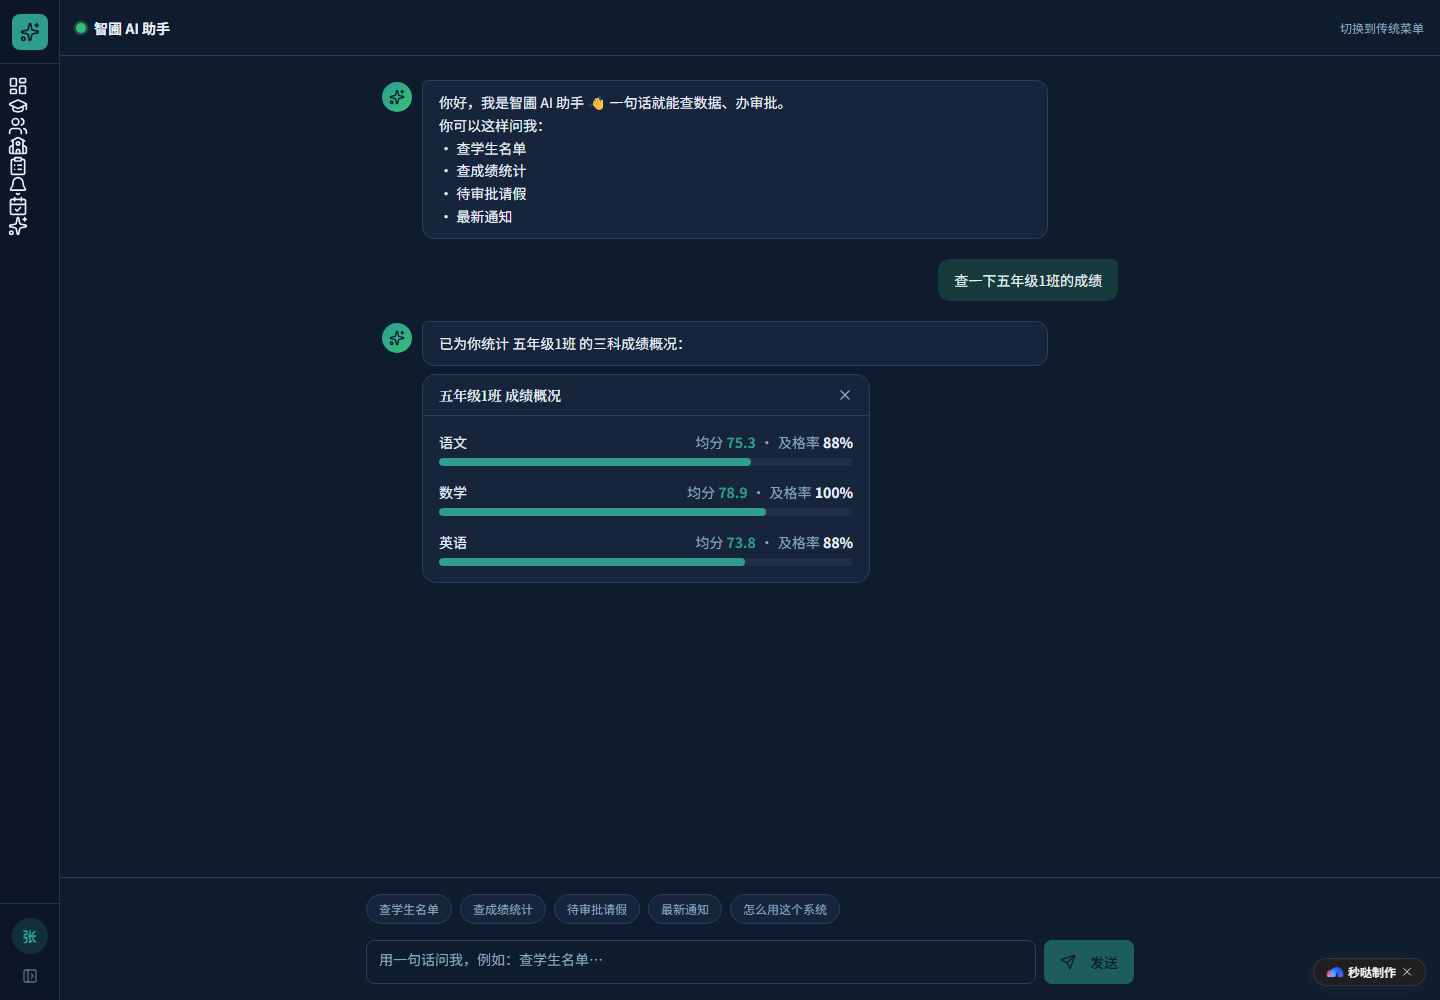 智圃 AI 助手
切换到传统菜单
你好，我是智圃 AI 助手 👋 一句话就能查数据、办审批。
你可以这样问我：
• 查学生名单
• 查成绩统计
• 待审批请假
• 最新通知
查一下五年级1班的成绩
已为你统计 五年级1班 的三科成绩概况：
五年级1班 成绩概况
语文 均分 75.3 · 及格率 88%
数学 均分 78.9 · 及格率 100%
英语 均分 73.8 · 及格率 88%
查学生名单 查成绩统计 待审批请假 最新通知 怎么用这个系统
用一句话问我，例如：查学生名单…
发送
张
秒哒制作